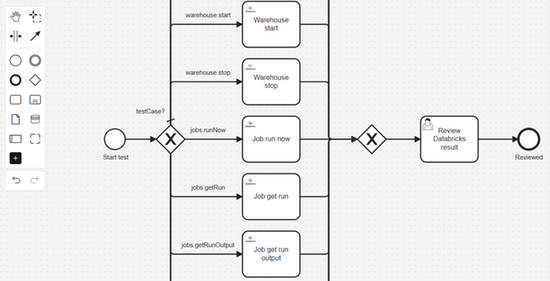 warehouse.start
Warehouse
start
warehouse.stop
Warehouse
stop
testCase?
Start test
jobs.runNow
Job run now
Review
Databricks
result
Reviewed
jobs.getRun
Job get run
jobs.getRunOutput
Job get run
output